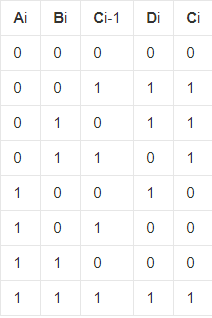 Ai Bi Ci-1 Di Ci
0 0 0 0 0
0 0 1 1 1
0 1 0 1 1
0 1 1 0 1
1 0 0 1 0
1 0 1 0 0
1 1 0 0 0
1 1 1 1 1